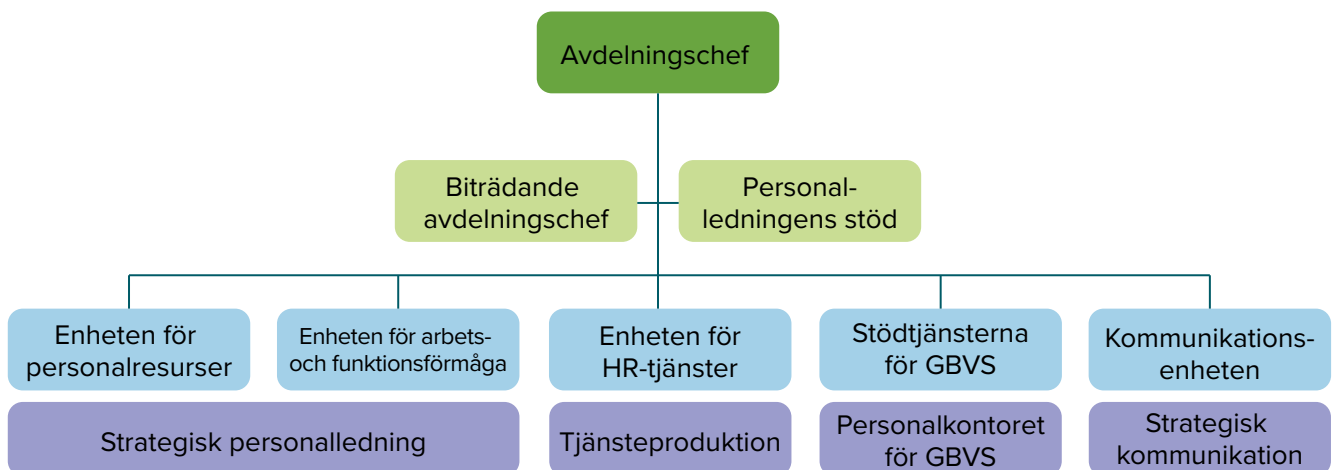 Avdelningschef
Biträdande
avdelningschef
Personal-
ledningens stöd
Enheten för
personalresurser
Enheten för arbets-
och funktionsförmåga
Enheten för
HR-tjänster
Stödtjänsterna
för GBVS
Kommunikations-
enheten
Strategisk personalledning
Tjänsteproduktion
Personalkontoret
för GBVS
Strategisk
kommunikation